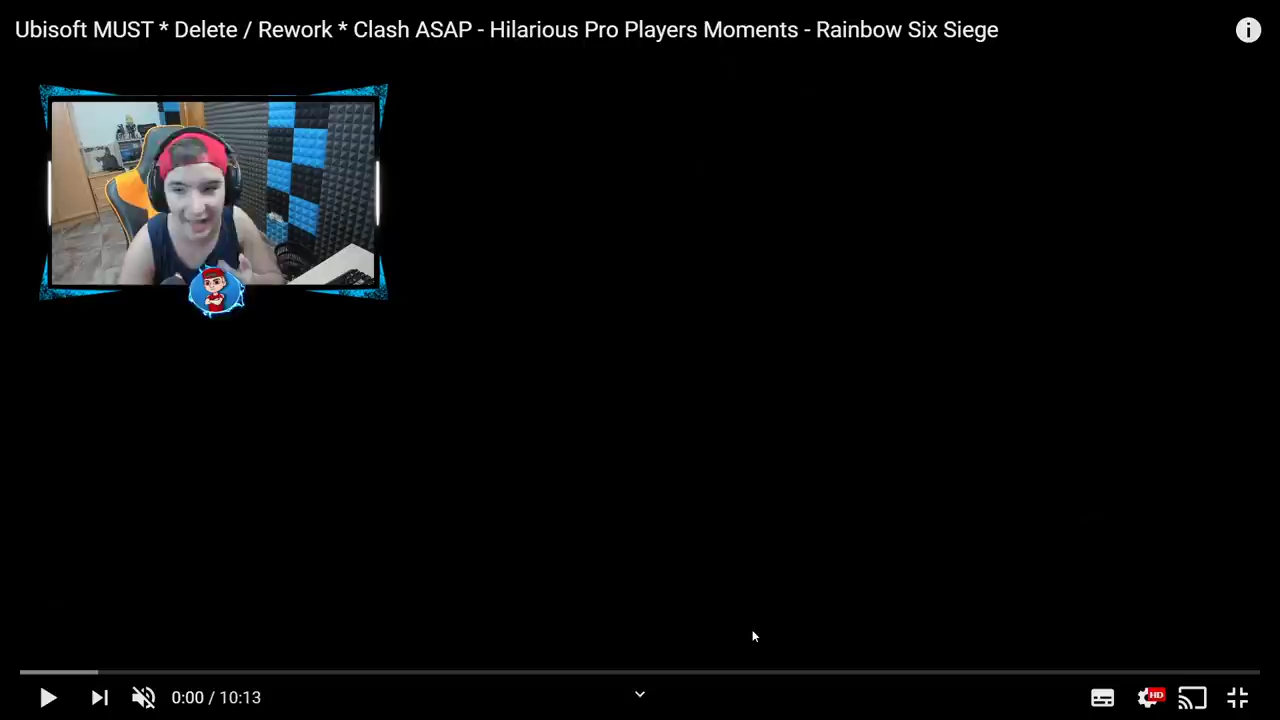 Ubisoft MUST * Delete / Rework * Clash ASAP - Hilarious Pro Players Moments - Rainbow Six Siege
HD
0:00 / 10:13